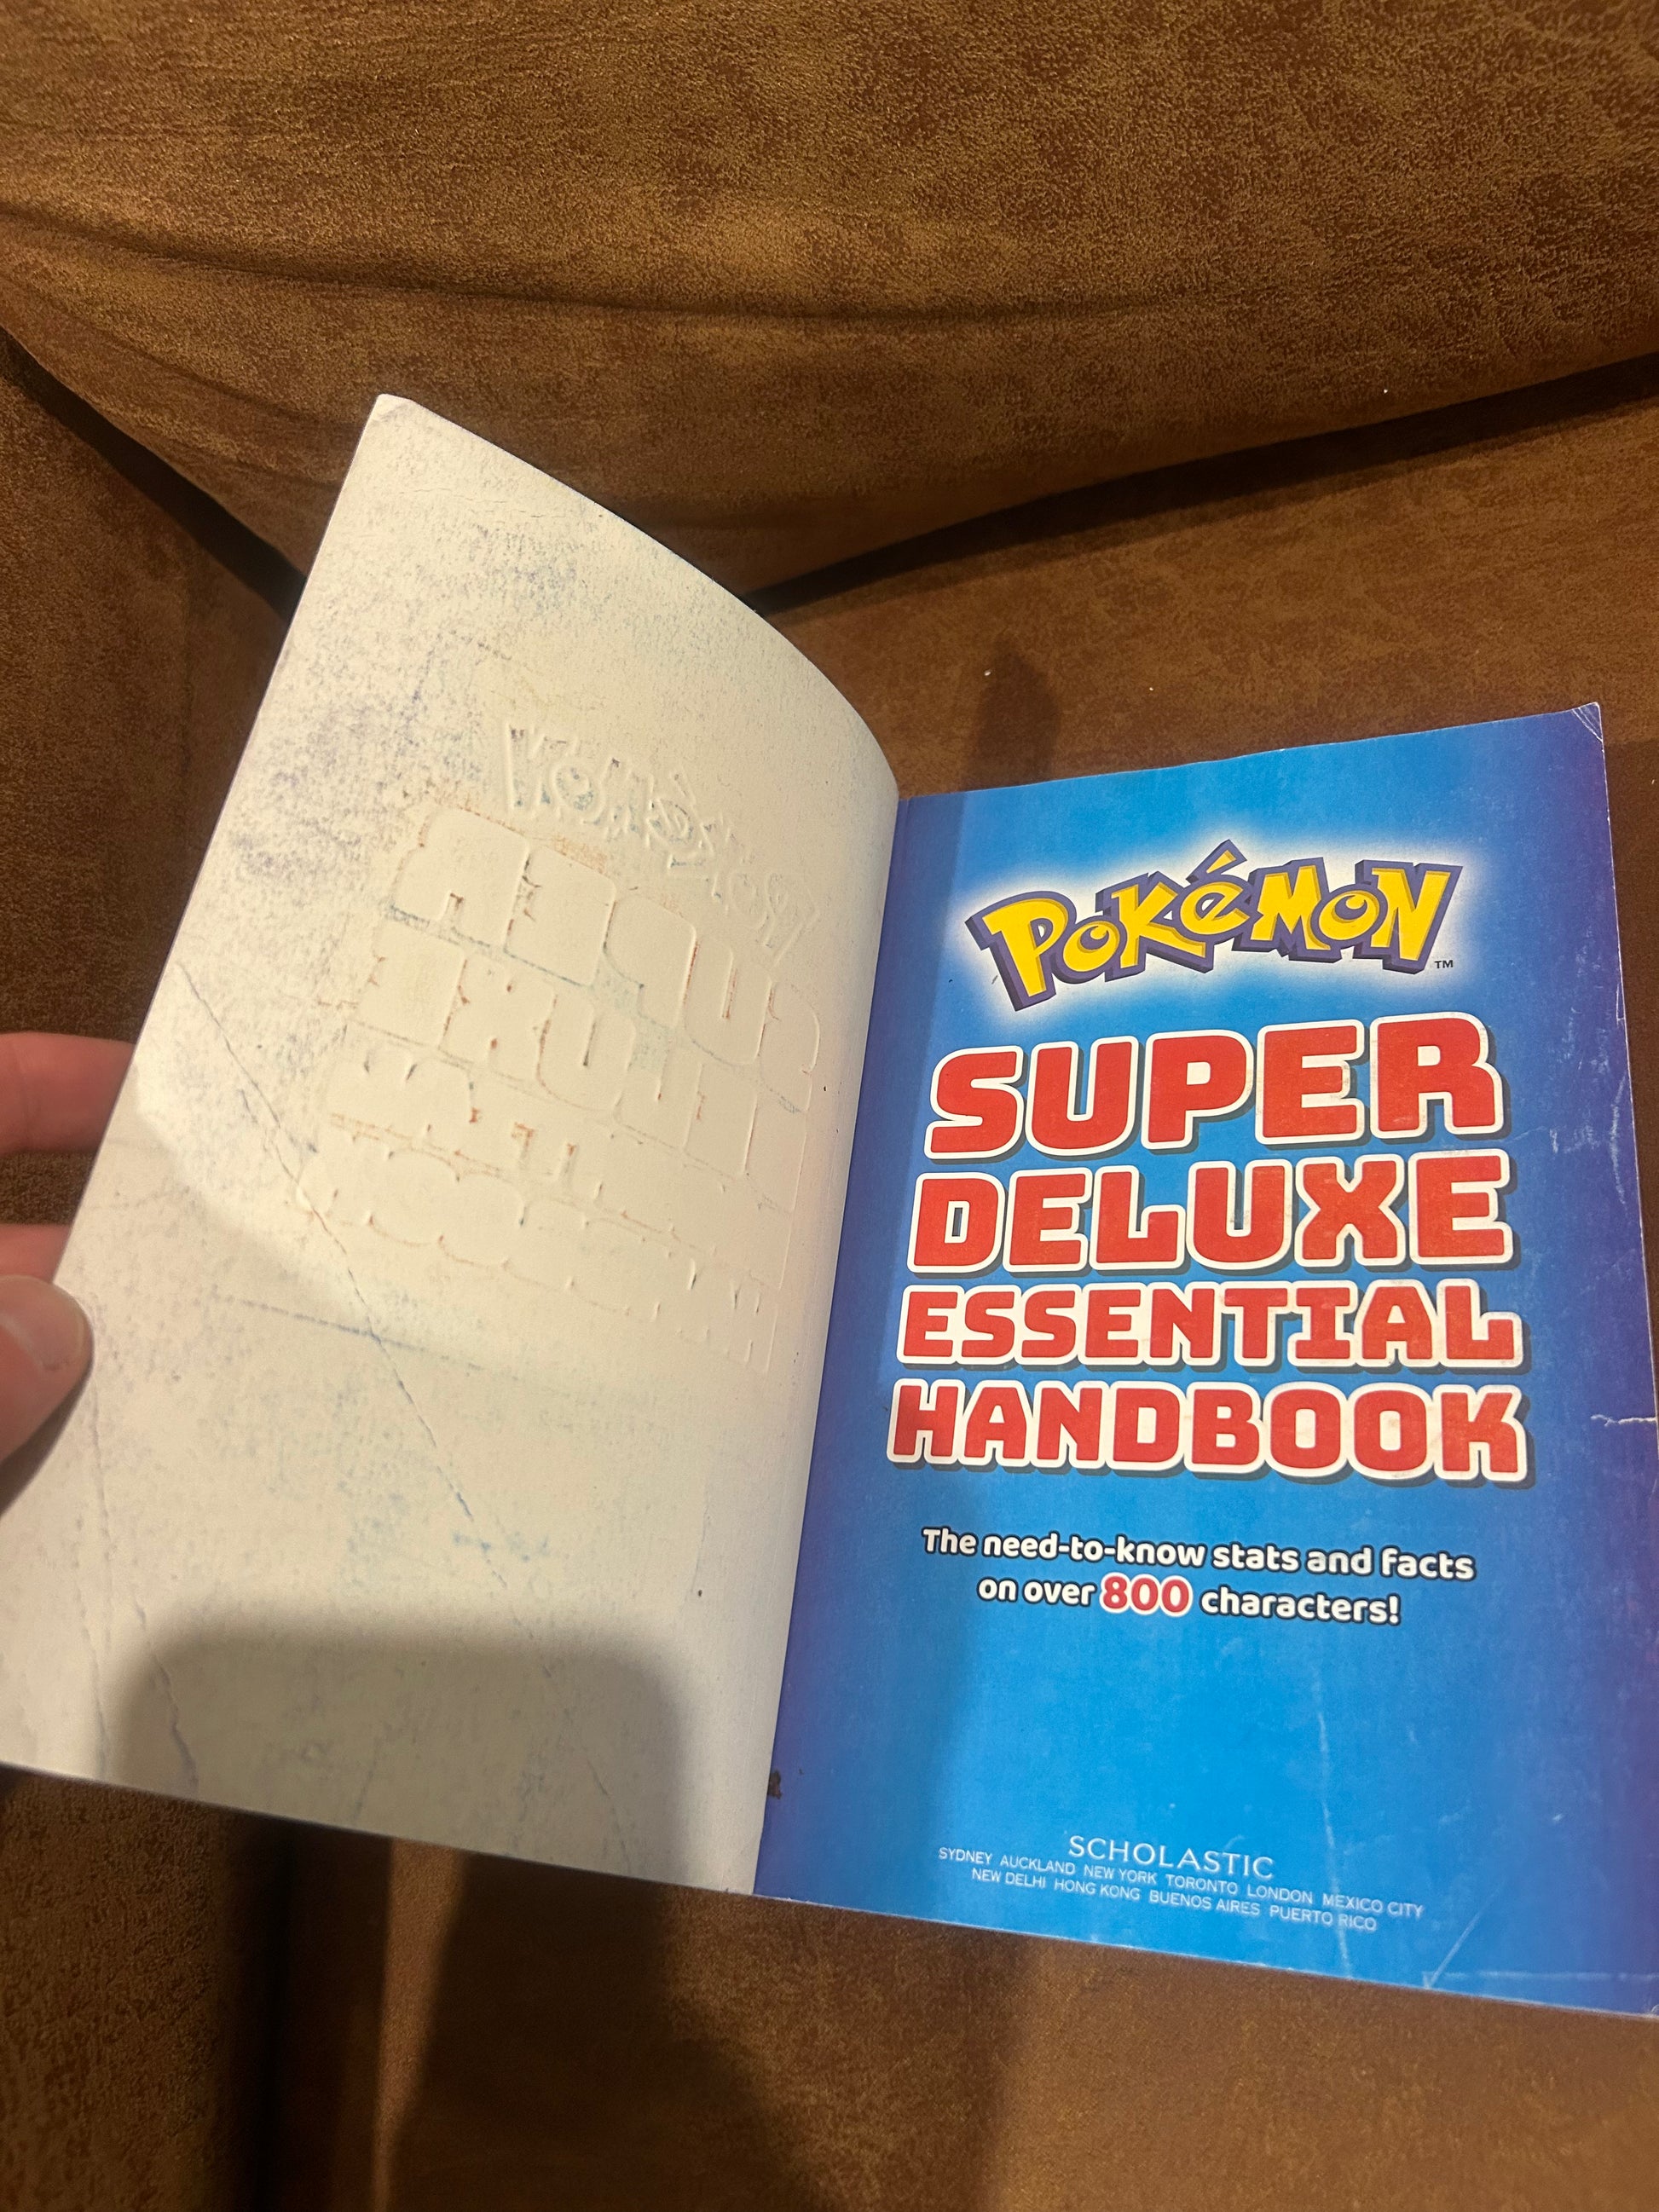 POKéMON™
SUPER
DELUXE
ESSENTIAL
HANDBOOK
The need-to-know stats and facts
on over 800 characters!
SCHOLASTIC
SYDNEY AUCKLAND NEW YORK TORONTO LONDON MEXICO CITY
NEW DELHI HONG KONG BUENOS AIRES PUERTO RICO